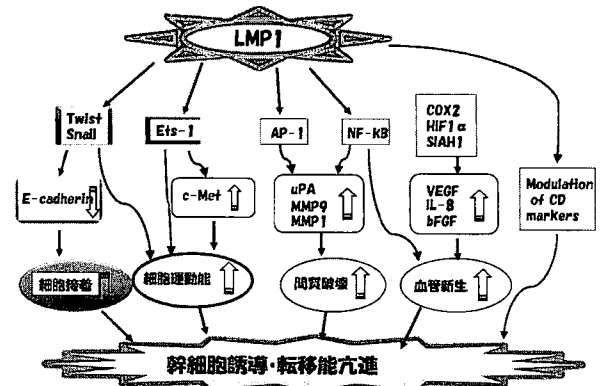 LMP1
Twist
Snail
Ets-1
AP-1
NF-KB
COX2
HIF1α
SIAH1
E-cadherin
c-Met
uPA
MMP9
MMP1
VEGF
IL-8
bFGF
Modulation
of CD
markers
細胞接着
細胞運動能
間質破壊
血管新生
幹細胞誘導・転移能亢進